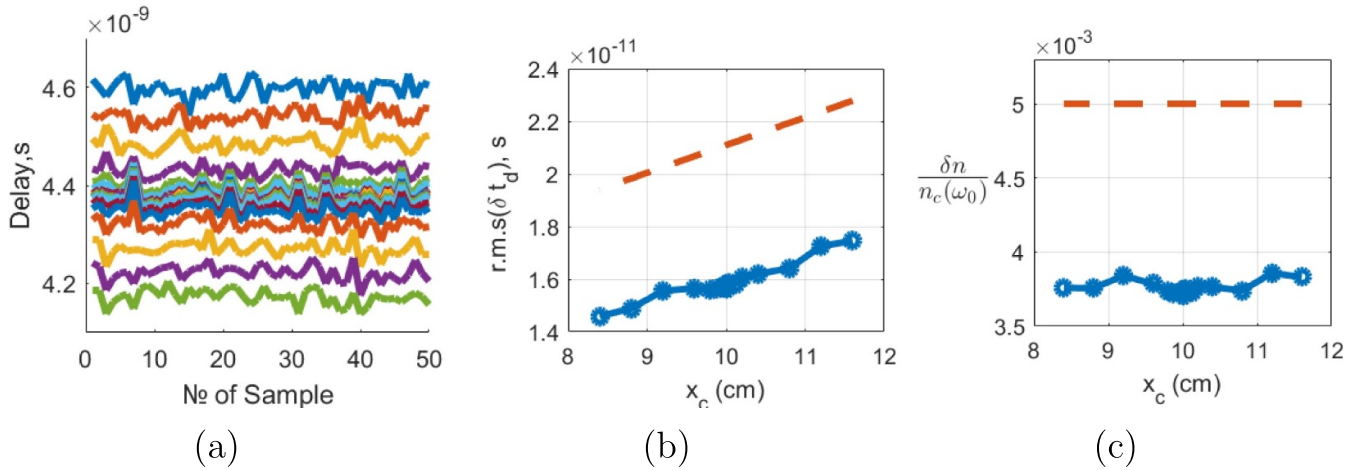 ×10⁻⁹
4.6
4.4
4.2
Delay,s
0 10 20 30 40 50
№ of Sample
(a)
×10⁻¹¹
2.4
2.2
2
1.8
1.6
1.4
r.m.s(δ t_d), s
8 9 10 11 12
x_c (cm)
(b)
×10⁻³
5
4.5
4
3.5
δn
n_c(ω₀)
8 9 10 11 12
x_c (cm)
(c)